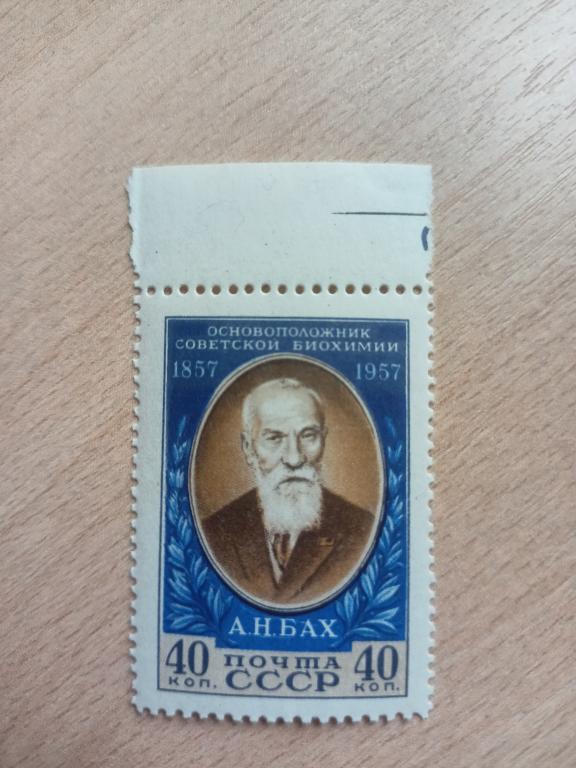 ОСНОВОПОЛОЖНИК
СОВЕТСКОЙ БИОХИМИИ
1857 1957
А.Н.БАХ
40 ПОЧТА 40
КОП. СССР КОП.